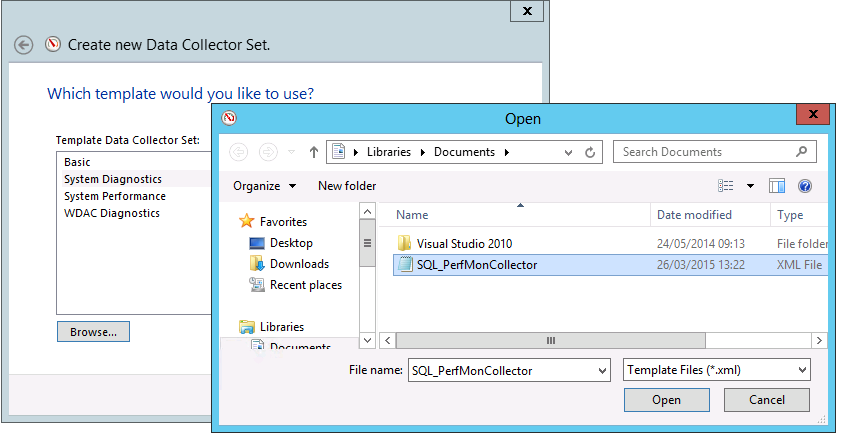 Create new Data Collector Set.
Which template would you like to use?
Template Data Collector Set:
Basic
System Diagnostics
System Performance
WDAC Diagnostics
Browse...
Open
Libraries
Documents
Search Documents
Organize
New folder
Favorites
Desktop
Downloads
Recent places
Libraries
Documents
Name
Date modified
Type
Visual Studio 2010
24/05/2014 09:13
File folder
SQL_PerfMonCollector
26/03/2015 13:22
XML File
File name:
SQL_PerfMonCollector
Template Files (*.xml)
Open
Cancel